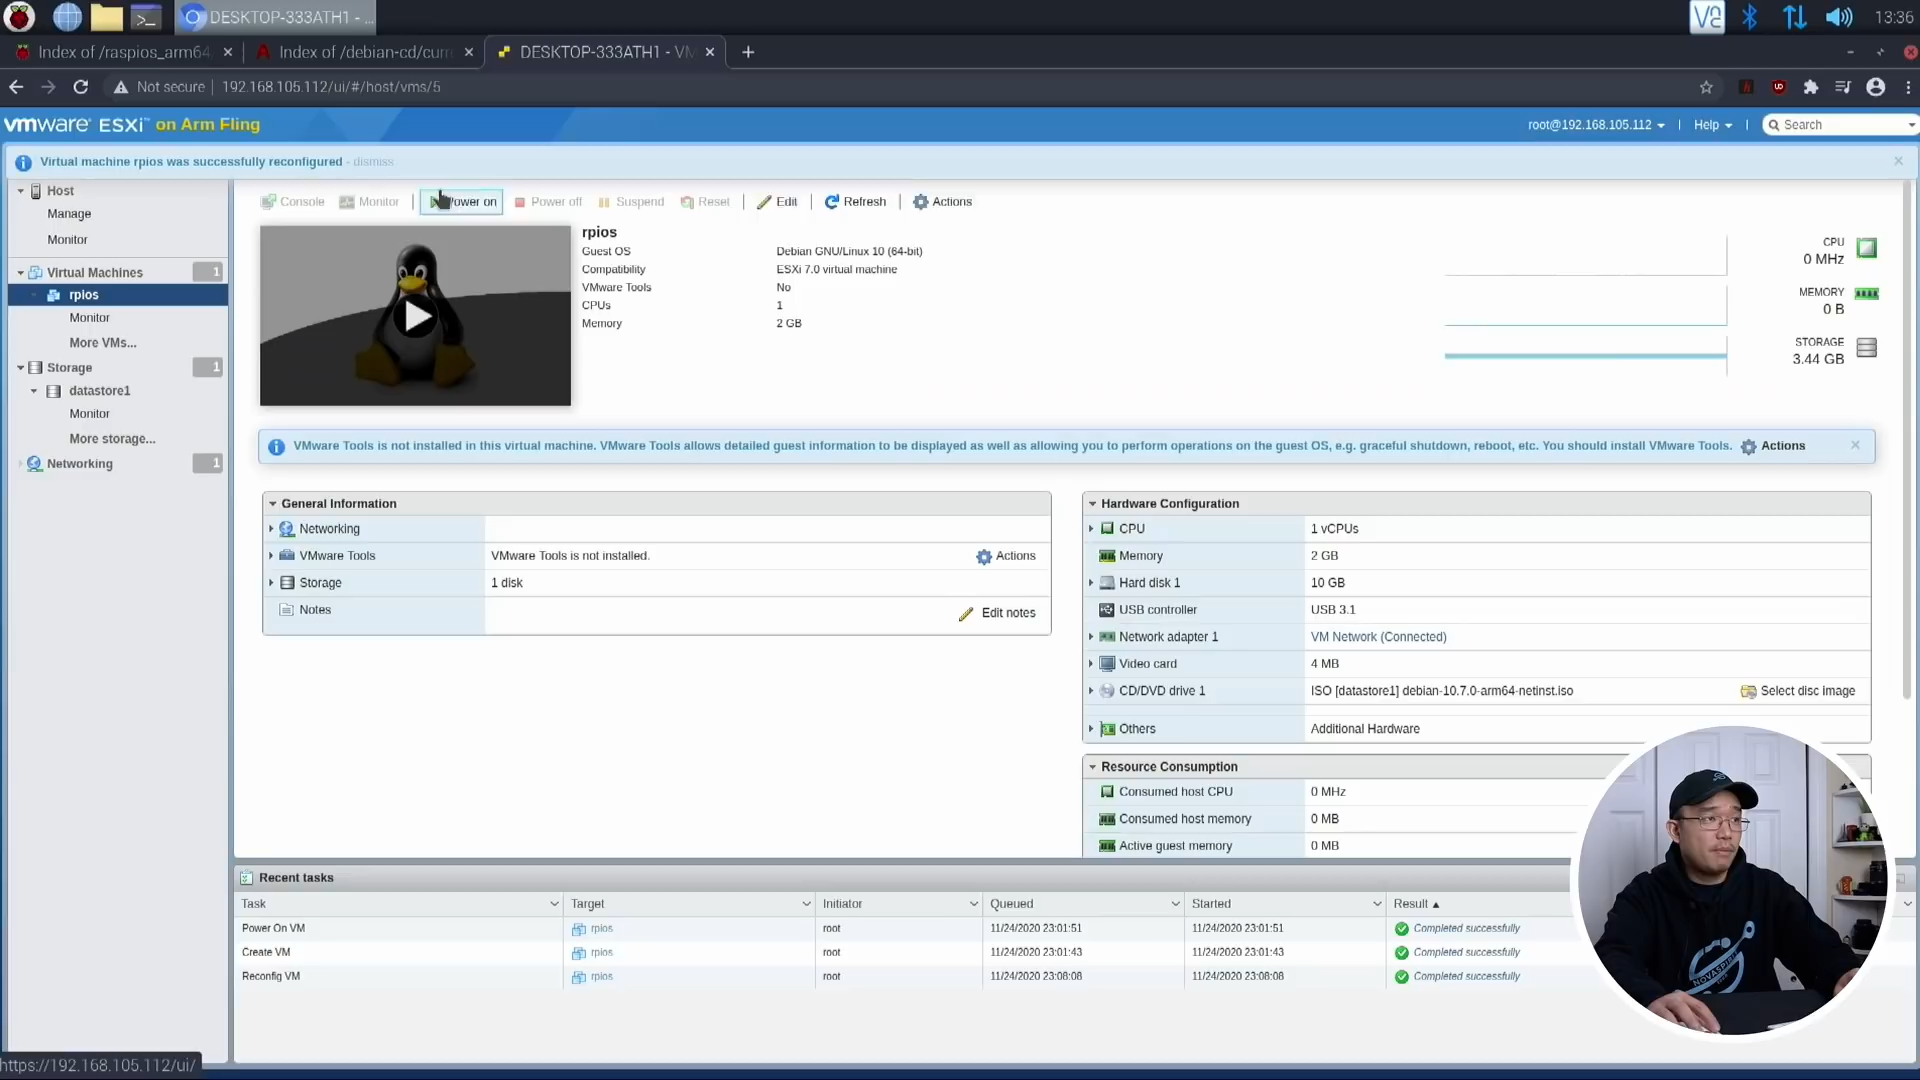 DESKTOP-333ATH1 - ...
VNC
13:36
Index of /raspios_arm64
Index of /debian-cd/curr
DESKTOP-333ATH1 - VM
Not secure
192.168.105.112/ui/#/host/vms/5
vmware ESXi on Arm Fling
root@192.168.105.112
Help
Search
Virtual machine rpios was successfully reconfigured - dismiss
Host
Manage
Monitor
Virtual Machines 1
rpios
Monitor
More VMs...
Storage 1
datastore1
Monitor
More storage...
Networking 1
Console
Monitor
Power on
Power off
Suspend
Reset
Edit
Refresh
Actions
rpios
Guest OS Debian GNU/Linux 10 (64-bit)
Compatibility ESXi 7.0 virtual machine
VMware Tools No
CPUs 1
Memory 2 GB
CPU
0 MHz
MEMORY
0 B
STORAGE
3.44 GB
VMware Tools is not installed in this virtual machine. VMware Tools allows detailed guest information to be displayed as well as allowing you to perform operations on the guest OS, e.g. graceful shutdown, reboot, etc. You should install VMware Tools. Actions
General Information
Networking
VMware Tools VMware Tools is not installed. Actions
Storage 1 disk
Notes Edit notes
Hardware Configuration
CPU 1 vCPUs
Memory 2 GB
Hard disk 1 10 GB
USB controller USB 3.1
Network adapter 1 VM Network (Connected)
Video card 4 MB
CD/DVD drive 1 ISO [datastore1] debian-10.7.0-arm64-netinst.iso Select disc image
Others Additional Hardware
Resource Consumption
Consumed host CPU 0 MHz
Consumed host memory 0 MB
Active guest memory 0 MB
Recent tasks
Task Target Initiator Queued Started Result
Power On VM rpios root 11/24/2020 23:01:51 11/24/2020 23:01:51 Completed successfully
Create VM rpios root 11/24/2020 23:01:43 11/24/2020 23:01:43 Completed successfully
Reconfig VM rpios root 11/24/2020 23:08:08 11/24/2020 23:08:08 Completed successfully
https://192.168.105.112/ui/